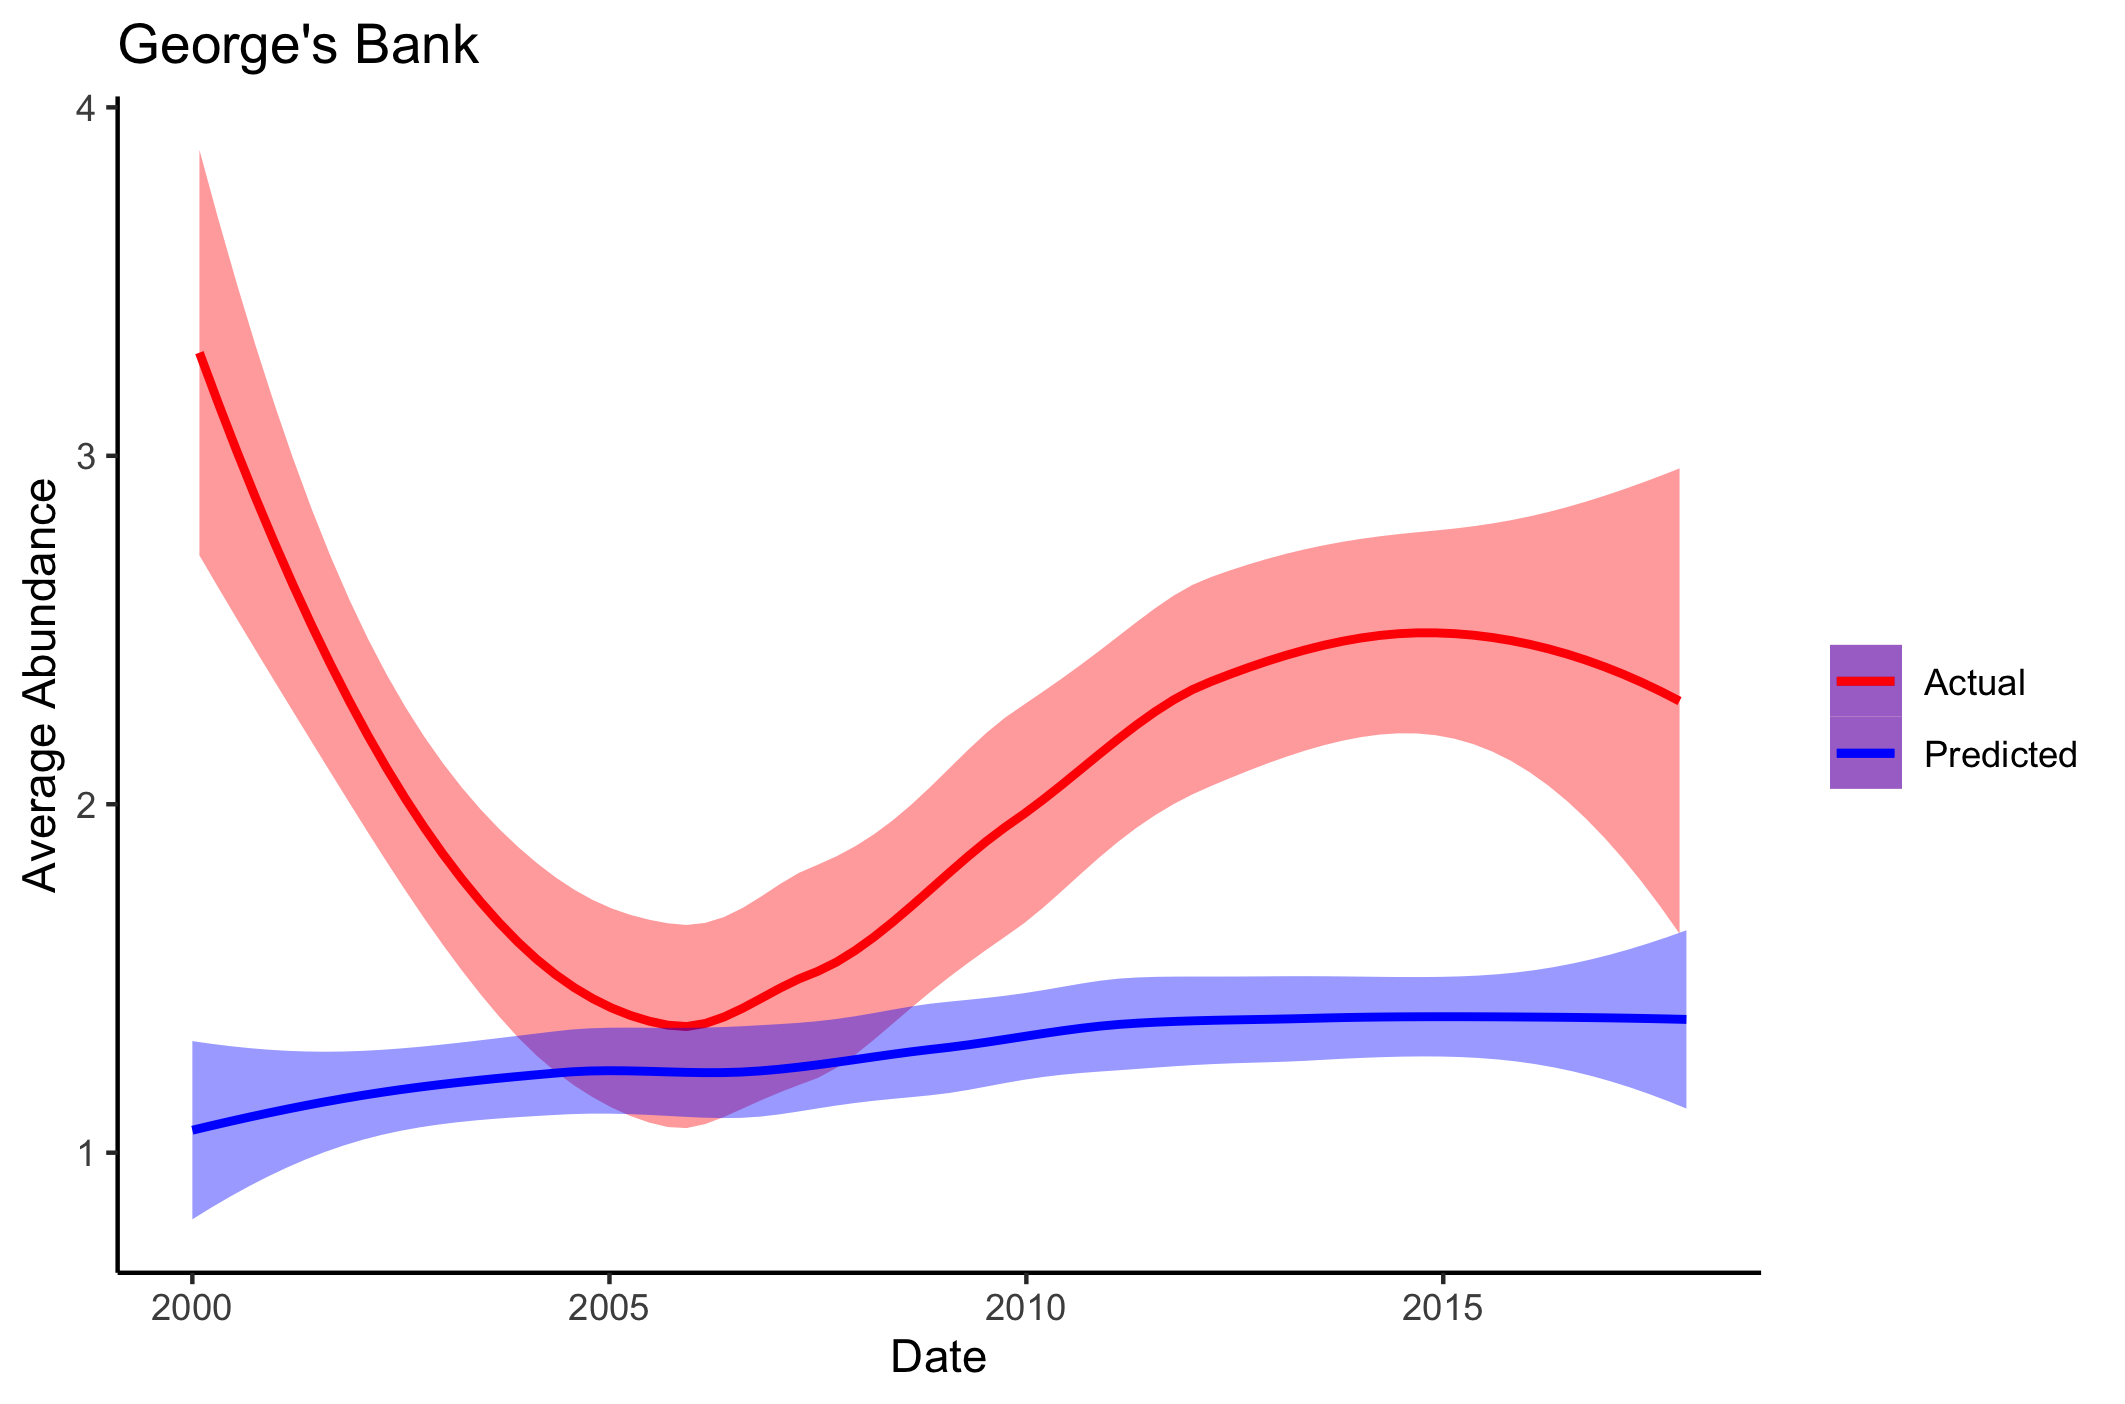 George's Bank
4
3
2
1
Average Abundance
2000 2005 2010 2015
Date
Actual
Predicted